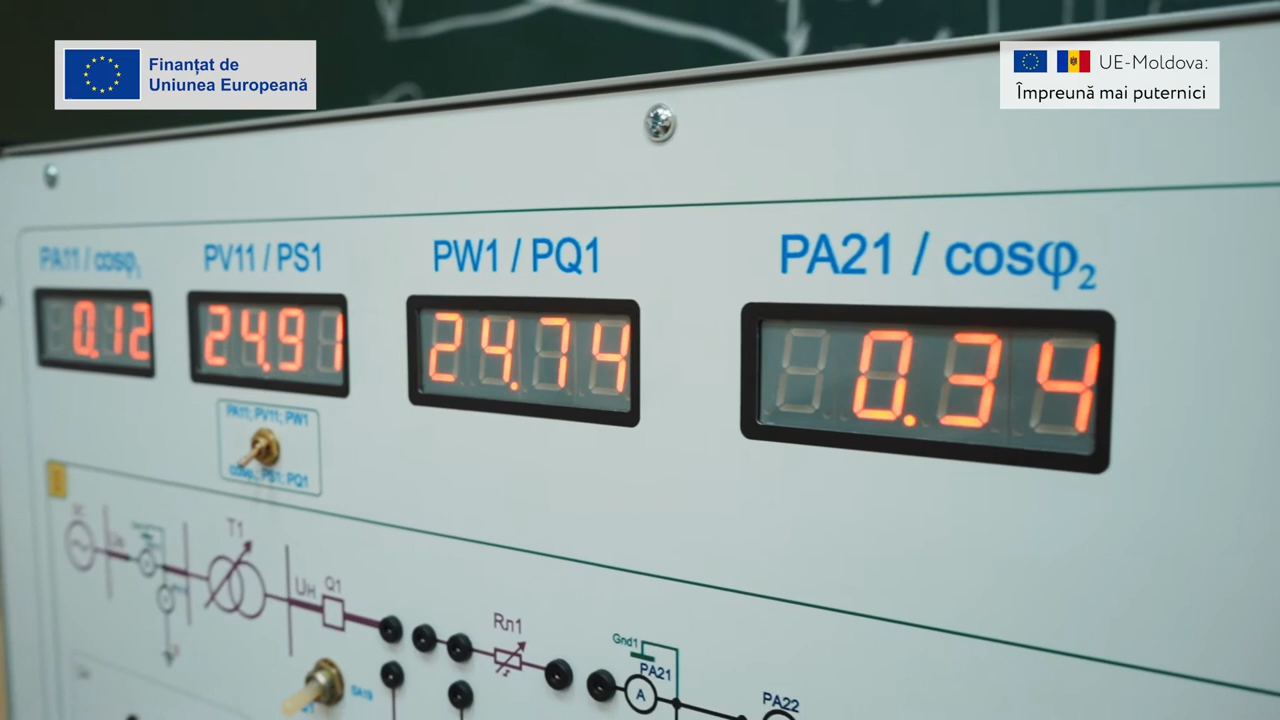 Finanțat de
Uniunea Europeană
UE-Moldova:
Împreună mai puternici
PA11 / cosφ1
PV11 / PS1
PW1 / PQ1
PA21 / cosφ2
0.12
24.91
24.74
0.34
PA11; PV11; PW1
PS1; PQ1
T1
Uн
Q1
Rл1
Gnd1
PA21
A
PA22